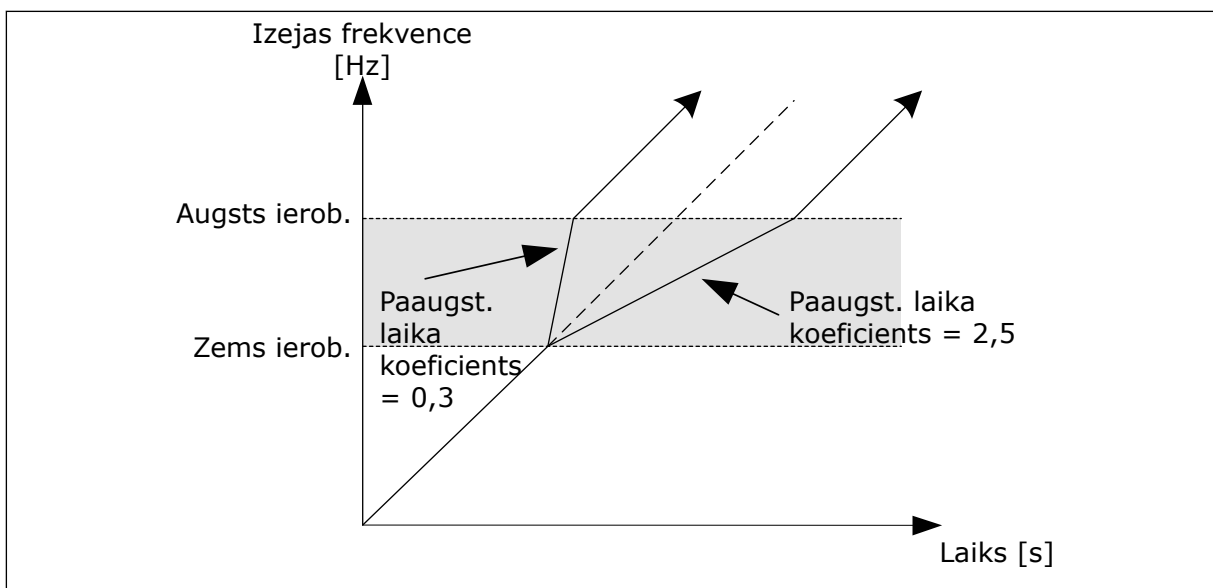 Izejas frekvence
[Hz]
Augsts ierob.
Paaugst.
laika
koeficients
= 0,3
Paaugst. laika
koeficients = 2,5
Zems ierob.
Laiks [s]